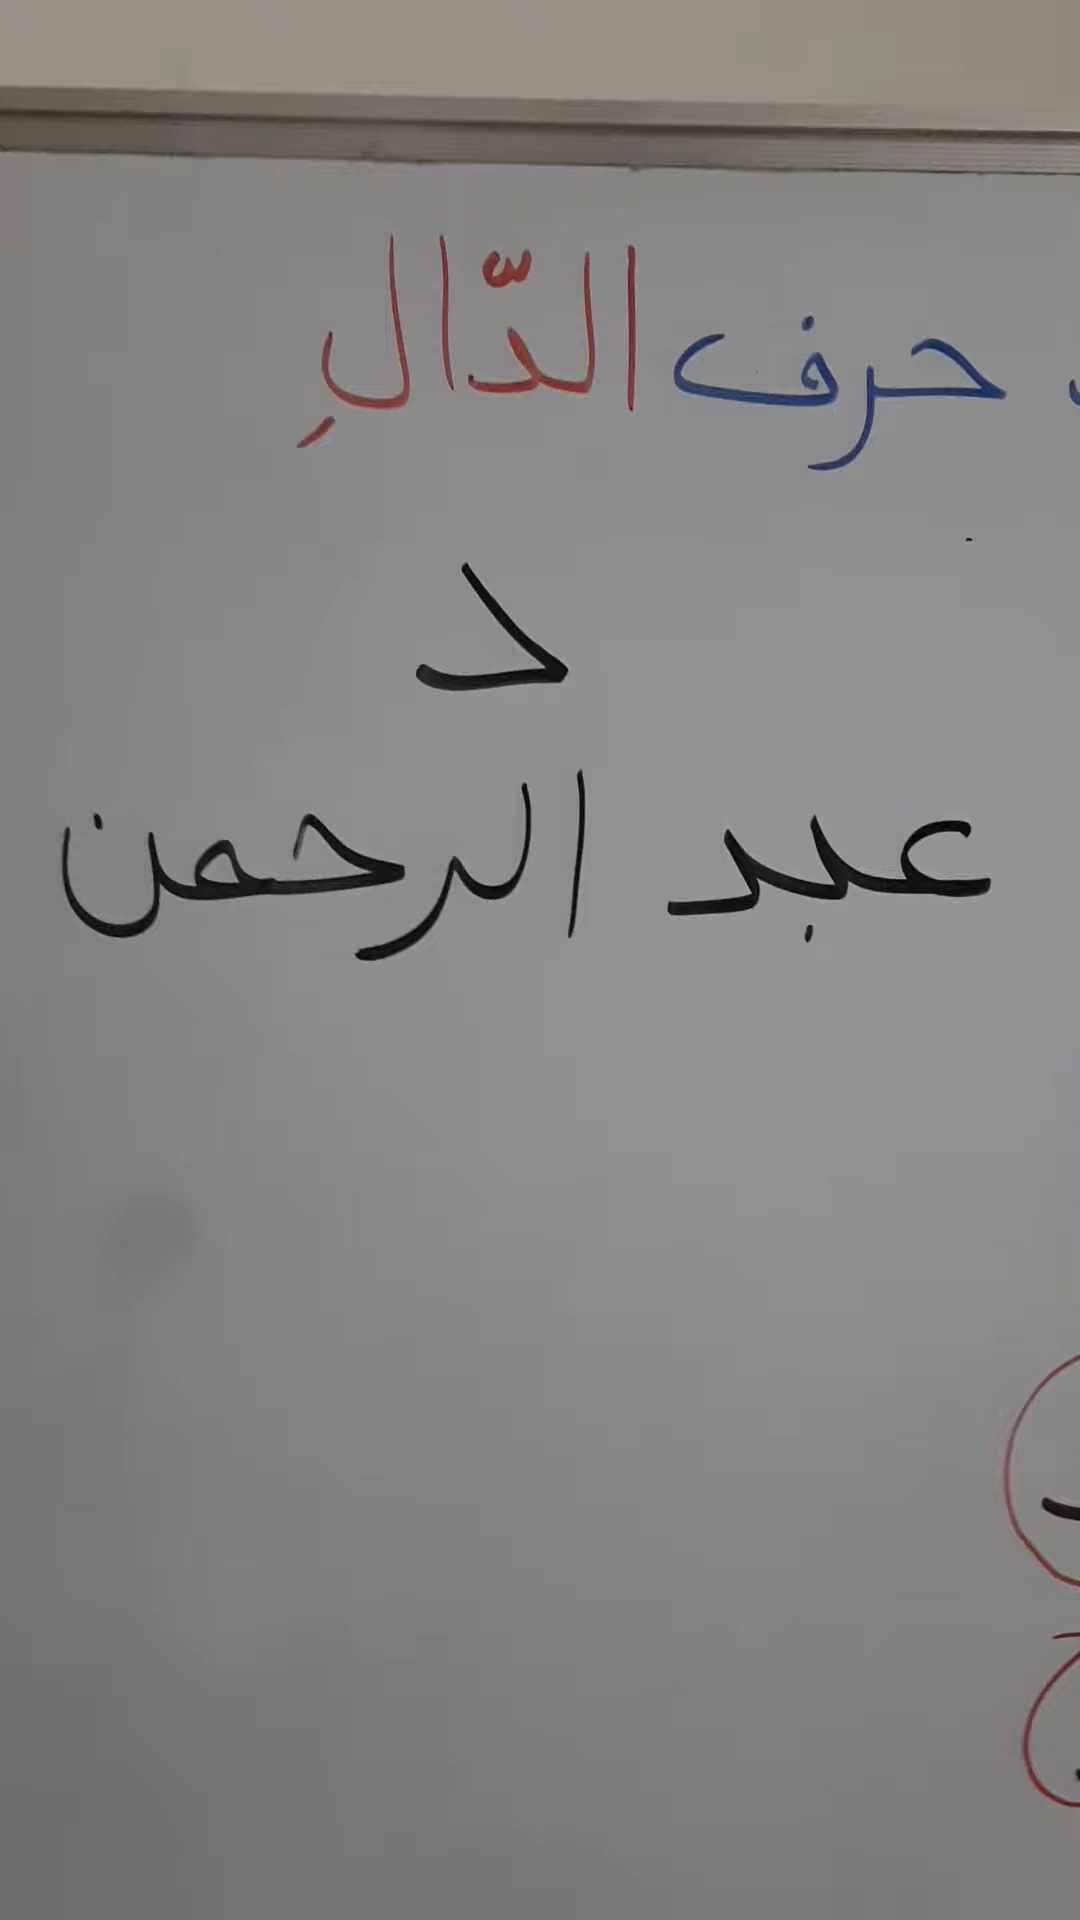 حرف الدّالِ
د
عبد الرحمن